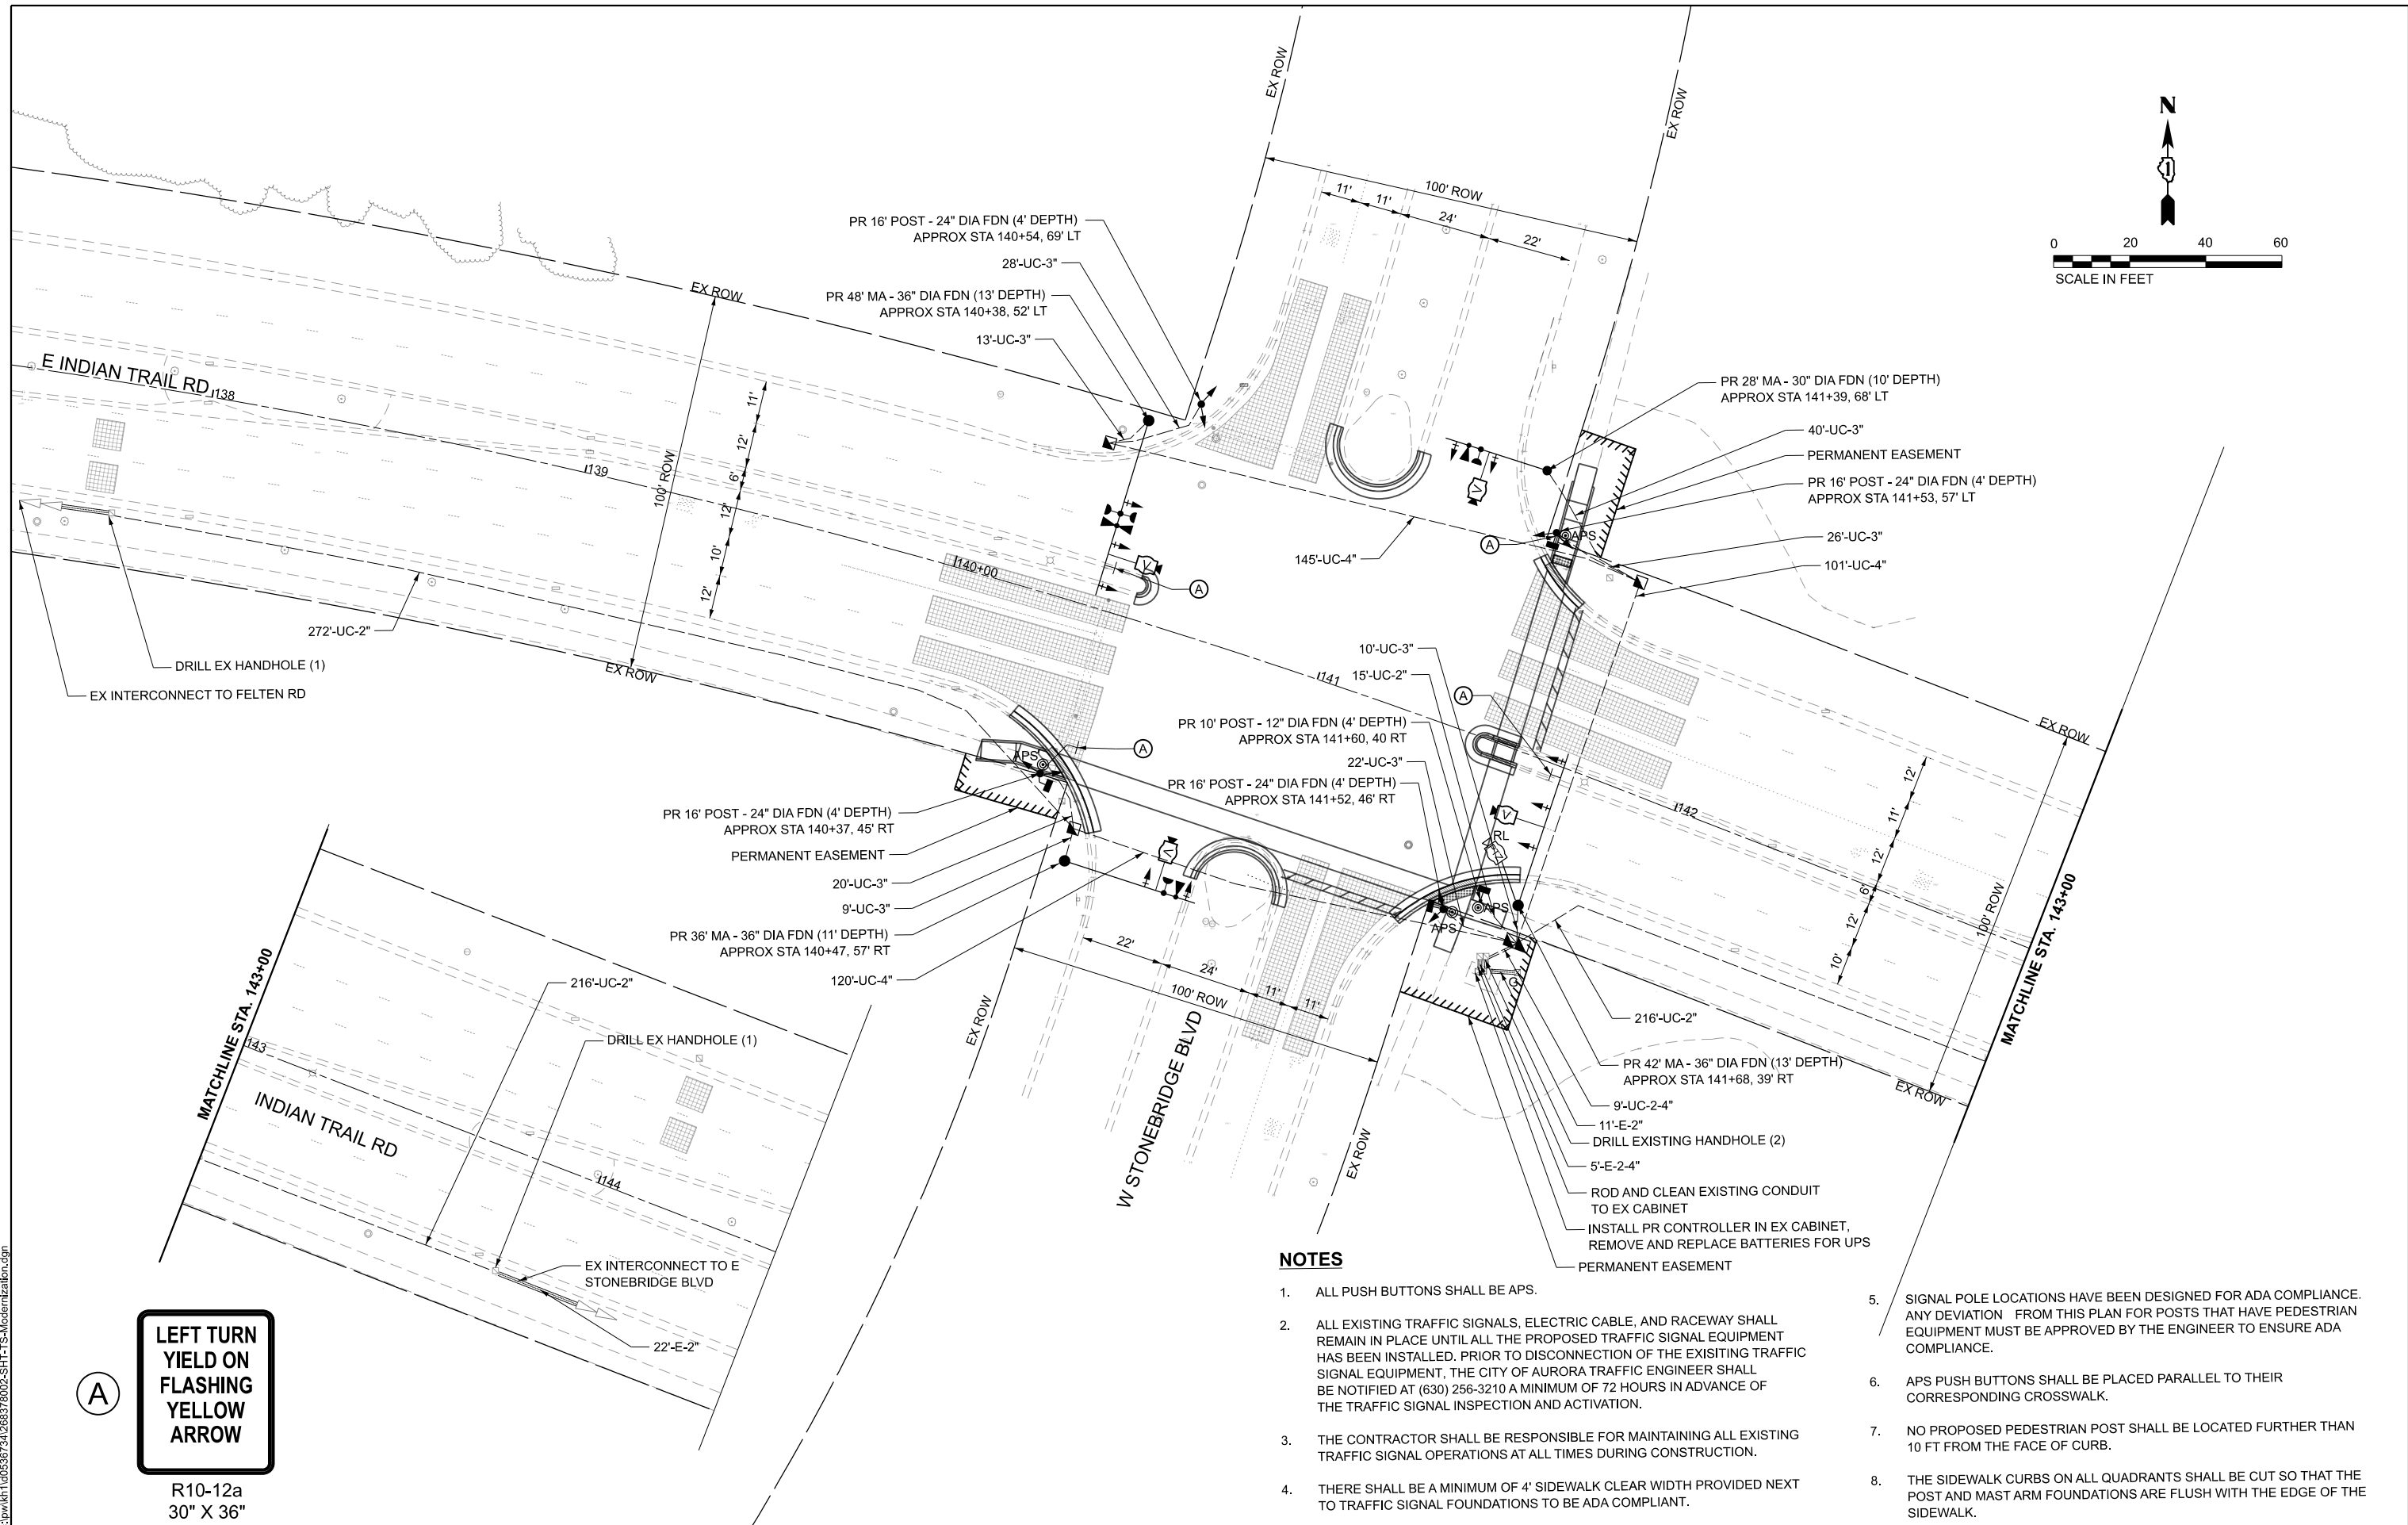 EX ROW
EX ROW
N
1
0 20 40 60
SCALE IN FEET
100' ROW
11'
11'
24'
22'
PR 16' POST - 24" DIA FDN (4' DEPTH)
APPROX STA 140+54, 69' LT
28'-UC-3"
PR 48' MA - 36" DIA FDN (13' DEPTH)
APPROX STA 140+38, 52' LT
13'-UC-3"
EX ROW
E INDIAN TRAIL RD
138
139
100' ROW
11'
12'
6'
12'
10'
12'
140+00
PR 28' MA - 30" DIA FDN (10' DEPTH)
APPROX STA 141+39, 68' LT
40'-UC-3"
PERMANENT EASEMENT
PR 16' POST - 24" DIA FDN (4' DEPTH)
APPROX STA 141+53, 57' LT
26'-UC-3"
101'-UC-4"
V
APS
A
145'-UC-4"
V
A
272'-UC-2"
DRILL EX HANDHOLE (1)
EX INTERCONNECT TO FELTEN RD
EX ROW
10'-UC-3"
15'-UC-2"
141
A
PR 10' POST - 12" DIA FDN (4' DEPTH)
APPROX STA 141+60, 40 RT
22'-UC-3"
PR 16' POST - 24" DIA FDN (4' DEPTH)
APPROX STA 141+52, 46' RT
A
APS
EX ROW
142
12'
11'
12'
6'
12'
10'
100' ROW
MATCHLINE STA. 143+00
EX ROW
V
RL
V
APS
APS
PR 16' POST - 24" DIA FDN (4' DEPTH)
APPROX STA 140+37, 45' RT
PERMANENT EASEMENT
20'-UC-3"
9'-UC-3"
PR 36' MA - 36" DIA FDN (11' DEPTH)
APPROX STA 140+47, 57' RT
120'-UC-4"
V
22'
24'
11'
11'
100' ROW
EX ROW
W STONEBRIDGE BLVD
EX ROW
216'-UC-2"
PR 42' MA - 36" DIA FDN (13' DEPTH)
APPROX STA 141+68, 39' RT
9'-UC-2-4"
11'-E-2"
DRILL EXISTING HANDHOLE (2)
5'-E-2-4"
ROD AND CLEAN EXISTING CONDUIT
TO EX CABINET
INSTALL PR CONTROLLER IN EX CABINET,
REMOVE AND REPLACE BATTERIES FOR UPS
PERMANENT EASEMENT
MATCHLINE STA. 143+00
143
INDIAN TRAIL RD
144
216'-UC-2"
DRILL EX HANDHOLE (1)
EX INTERCONNECT TO E
STONEBRIDGE BLVD
22'-E-2"
A
LEFT TURN
YIELD ON
FLASHING
YELLOW
ARROW
R10-12a
30" X 36"
NOTES
1. ALL PUSH BUTTONS SHALL BE APS.
2. ALL EXISTING TRAFFIC SIGNALS, ELECTRIC CABLE, AND RACEWAY SHALL
REMAIN IN PLACE UNTIL ALL THE PROPOSED TRAFFIC SIGNAL EQUIPMENT
HAS BEEN INSTALLED. PRIOR TO DISCONNECTION OF THE EXISITING TRAFFIC
SIGNAL EQUIPMENT, THE CITY OF AURORA TRAFFIC ENGINEER SHALL
BE NOTIFIED AT (630) 256-3210 A MINIMUM OF 72 HOURS IN ADVANCE OF
THE TRAFFIC SIGNAL INSPECTION AND ACTIVATION.
3. THE CONTRACTOR SHALL BE RESPONSIBLE FOR MAINTAINING ALL EXISTING
TRAFFIC SIGNAL OPERATIONS AT ALL TIMES DURING CONSTRUCTION.
4. THERE SHALL BE A MINIMUM OF 4' SIDEWALK CLEAR WIDTH PROVIDED NEXT
TO TRAFFIC SIGNAL FOUNDATIONS TO BE ADA COMPLIANT.
5. SIGNAL POLE LOCATIONS HAVE BEEN DESIGNED FOR ADA COMPLIANCE.
ANY DEVIATION FROM THIS PLAN FOR POSTS THAT HAVE PEDESTRIAN
EQUIPMENT MUST BE APPROVED BY THE ENGINEER TO ENSURE ADA
COMPLIANCE.
6. APS PUSH BUTTONS SHALL BE PLACED PARALLEL TO THEIR
CORRESPONDING CROSSWALK.
7. NO PROPOSED PEDESTRIAN POST SHALL BE LOCATED FURTHER THAN
10 FT FROM THE FACE OF CURB.
8. THE SIDEWALK CURBS ON ALL QUADRANTS SHALL BE CUT SO THAT THE
POST AND MAST ARM FOUNDATIONS ARE FLUSH WITH THE EDGE OF THE
SIDEWALK.